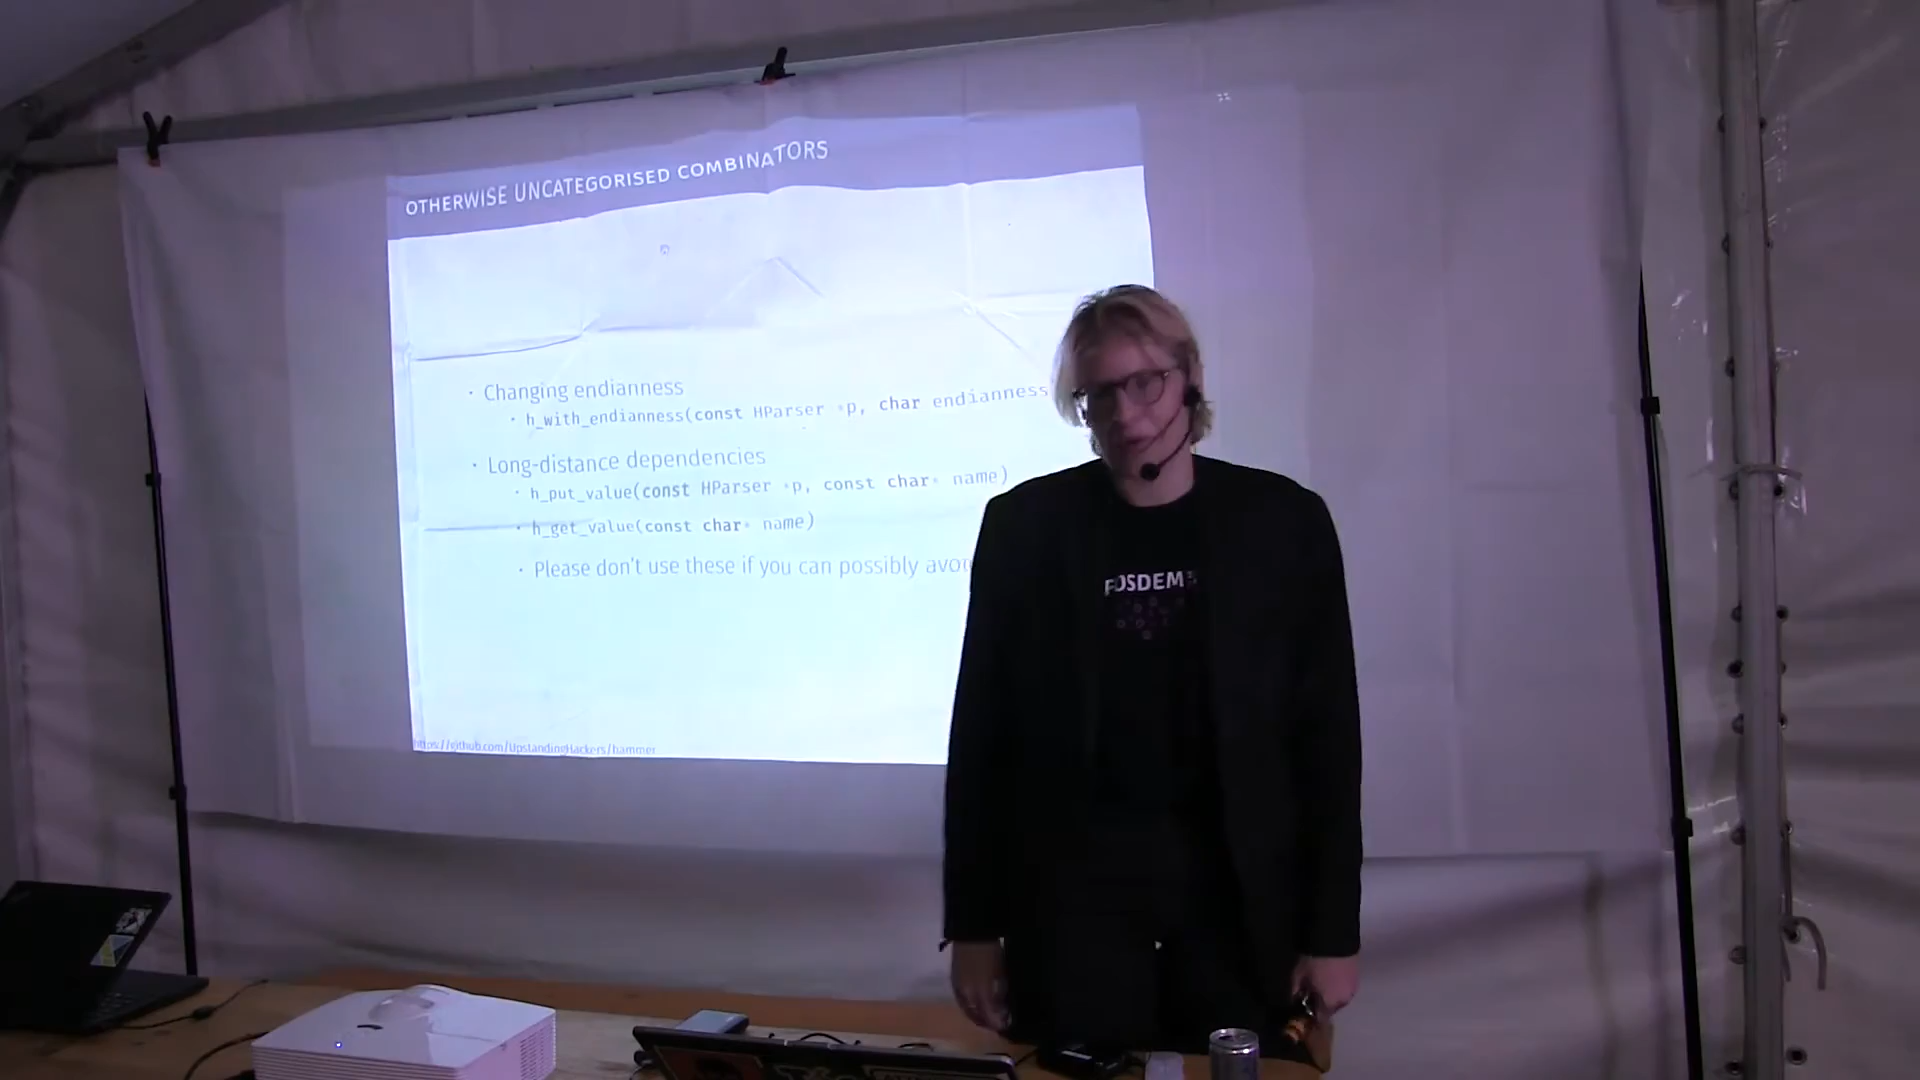 OTHERWISE UNCATEGORISED COMBINATORS
· Changing endianness
· h_with_endianness(const HParser *p, char endianness
· Long-distance dependencies
· h_put_value(const HParser *p, const char* name)
· h_get_value(const char* name)
· Please don't use these if you can possibly
https://github.com/UpstandingHackers/hammer
FOSDEM